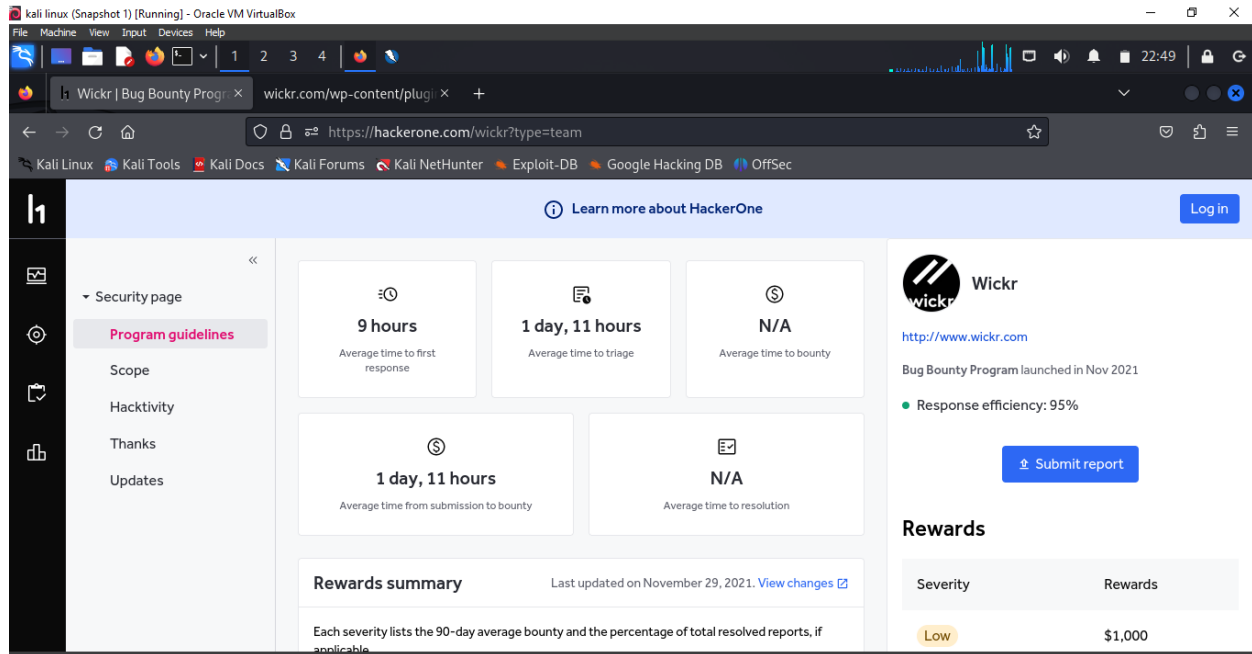 kali linux (Snapshot 1) [Running] - Oracle VM VirtualBox
File Machine View Input Devices Help
1 2 3 4
22:49
Wickr | Bug Bounty Progr
wickr.com/wp-content/plugi
https://hackerone.com/wickr?type=team
Kali Linux Kali Tools Kali Docs Kali Forums Kali NetHunter Exploit-DB Google Hacking DB OffSec
h1
Learn more about HackerOne
Log in
Security page
Program guidelines
Scope
Hacktivity
Thanks
Updates
9 hours
Average time to first
response
1 day, 11 hours
Average time to triage
N/A
Average time to bounty
1 day, 11 hours
Average time from submission to bounty
N/A
Average time to resolution
Rewards summary
Last updated on November 29, 2021. View changes
Each severity lists the 90-day average bounty and the percentage of total resolved reports, if
applicable
wickr
Wickr
http://www.wickr.com
Bug Bounty Program launched in Nov 2021
Response efficiency: 95%
Submit report
Rewards
Severity Rewards
Low $1,000